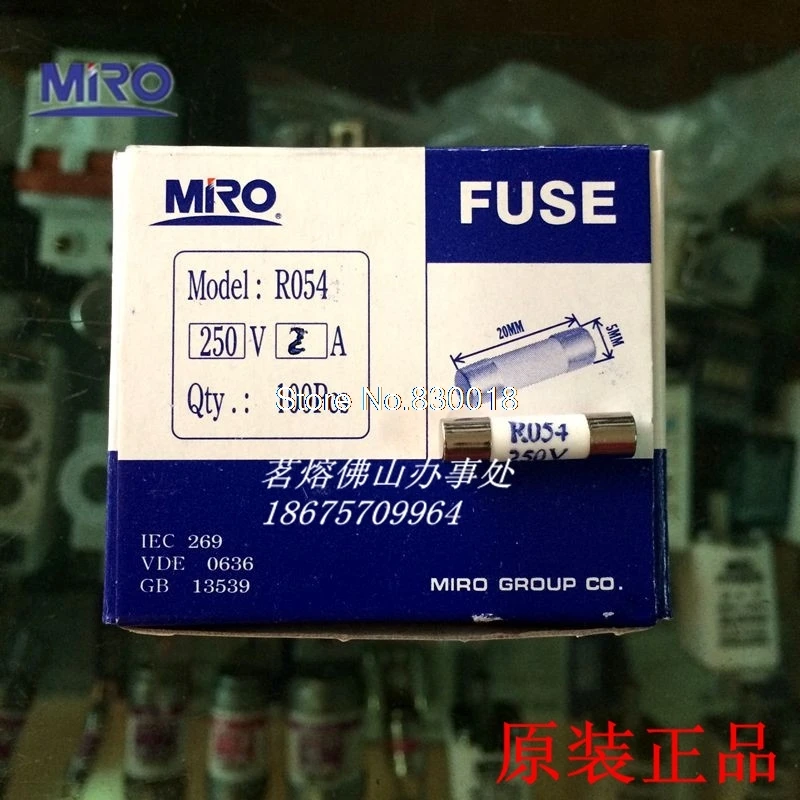 MIRO
MIRO®
FUSE
Model: R054
250 V 2 A
Qty.: 100Pcs
Store No.830018
20MM
5MM
R054
250V
茗熔佛山办事处
18675709964
IEC 269
VDE 0636
GB 13539
MIRO GROUP CO.
原装正品